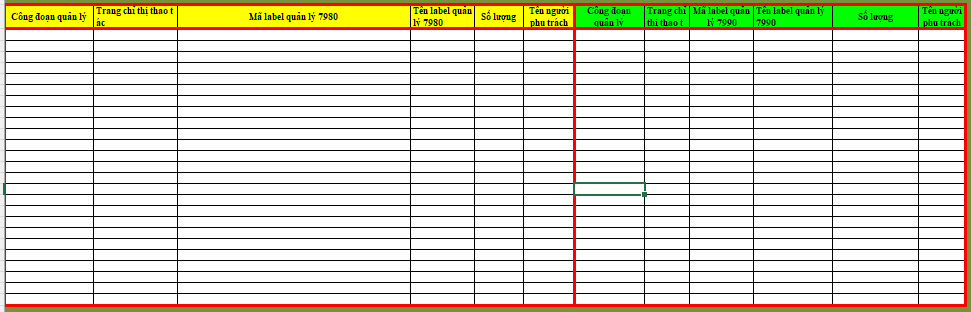 Công đoạn quản lý
Trang chỉ thị thao t
ác
Mã label quản lý 7980
Tên label quản
lý 7980
Số lượng
Tên người
phụ trách
Công đoạn
quản lý
Trang chỉ
thị thao t
Mã label quản
lý 7990
Tên label quản lý
7990
Số lượng
Tên người
phụ trách